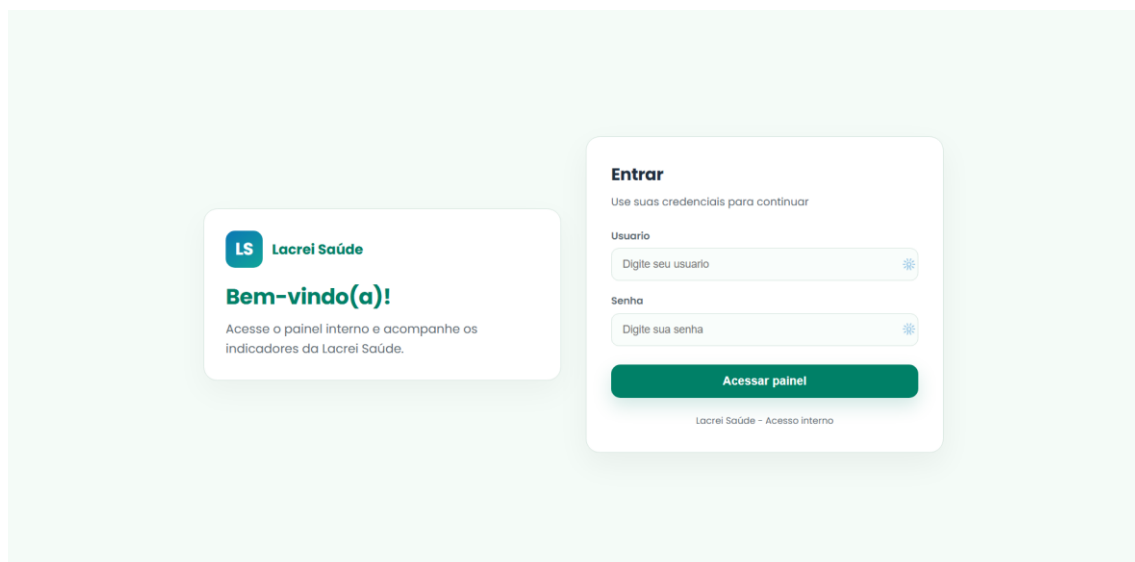 LS Lacrei Saúde
Bem-vindo(a)!
Acesse o painel interno e acompanhe os
indicadores da Lacrei Saúde.
Entrar
Use suas credenciais para continuar
Usuario
Digite seu usuario
Senha
Digite sua senha
Acessar painel
Lacrei Saúde - Acesso interno